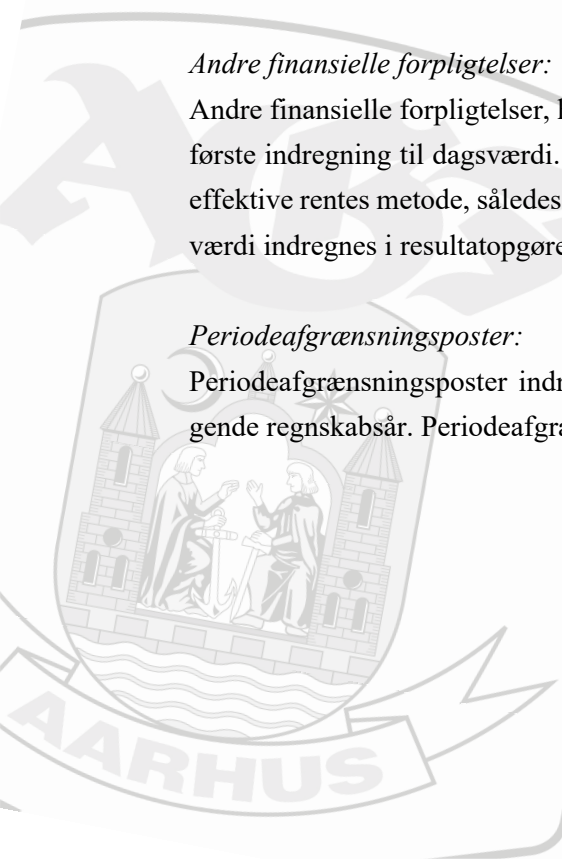 Andre finansielle forpligtelser:
Andre finansielle forpligtelser,
første indregning til dagsværdi.
effektive rentes metode, således
værdi indregnes i resultatopgøre
Periodeafgrænsningsposter:
Periodeafgrænsningsposter indr
gende regnskabsår. Periodeafgra
AARHUS